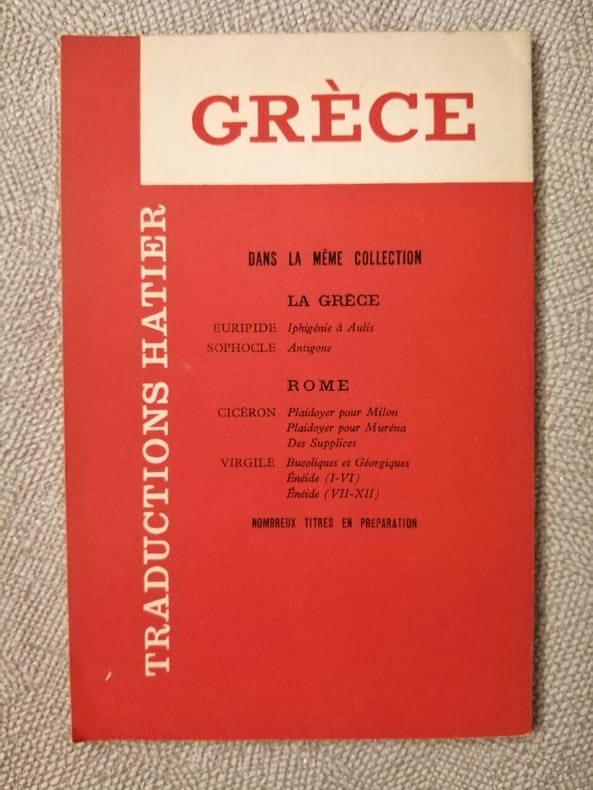 GRÈCE
TRADUCTIONS HATIER
DANS LA MÊME COLLECTION
LA GRÈCE
EURIPIDE Iphigénie à Aulis
SOPHOCLE Antigone
ROME
CICÉRON Plaidoyer pour Milon
Plaidoyer pour Muréna
Des Supplices
VIRGILE Bucoliques et Géorgiques
Énéide (I-VI)
Énéide (VII-XII)
NOMBREUX TITRES EN PRÉPARATION